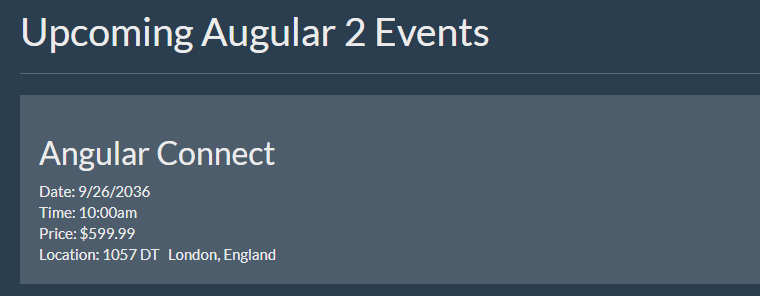 Upcoming Augular 2 Events
Angular Connect
Date: 9/26/2036
Time: 10:00am
Price: $599.99
Location: 1057 DT   London, England